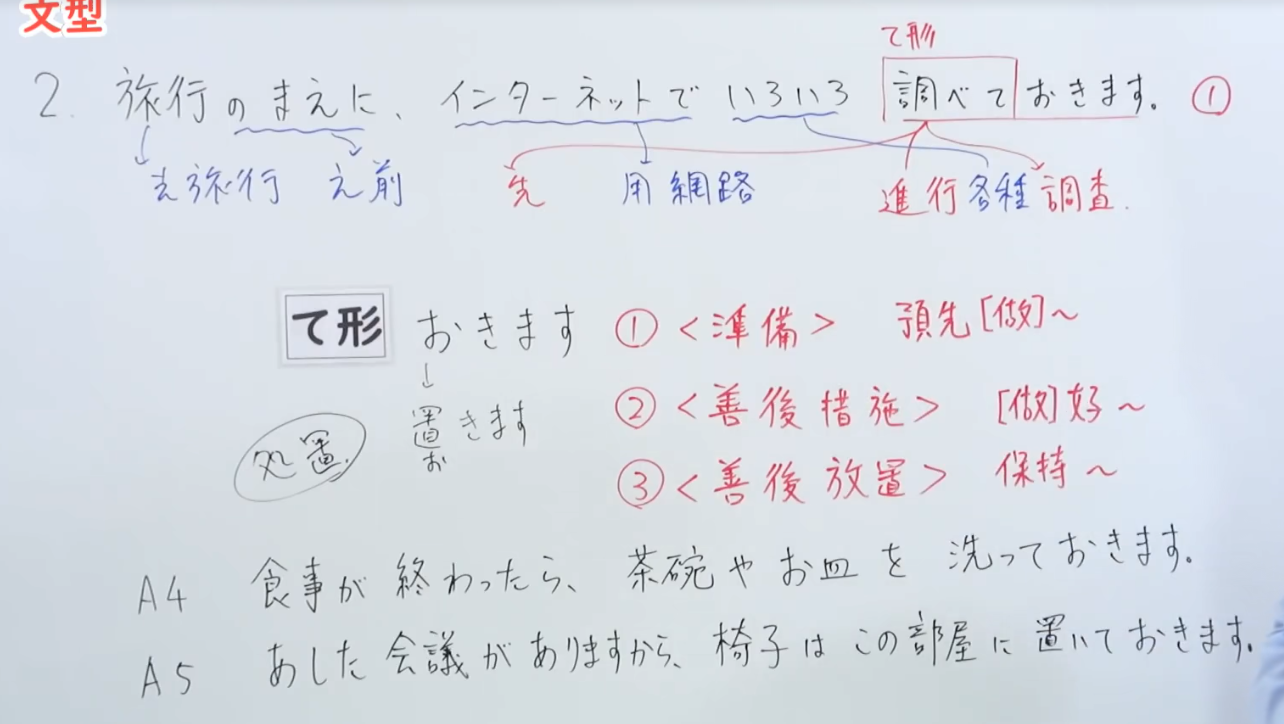 文型
て形
2. 旅行のまえに、インターネットで いろいろ 調べて おきます。 ①
去旅行 之前 先 用網路 進行各種調査.
て形 おきます ① <準備> 預先[做]~
置きます ② <善後措施> [做]好~
お
処置. ③ <善後放置> 保持~
A4 食事が 終わったら、茶碗や お皿を 洗っておきます。
A5 あした会議がありますから、椅子は この部屋に 置いておきます。